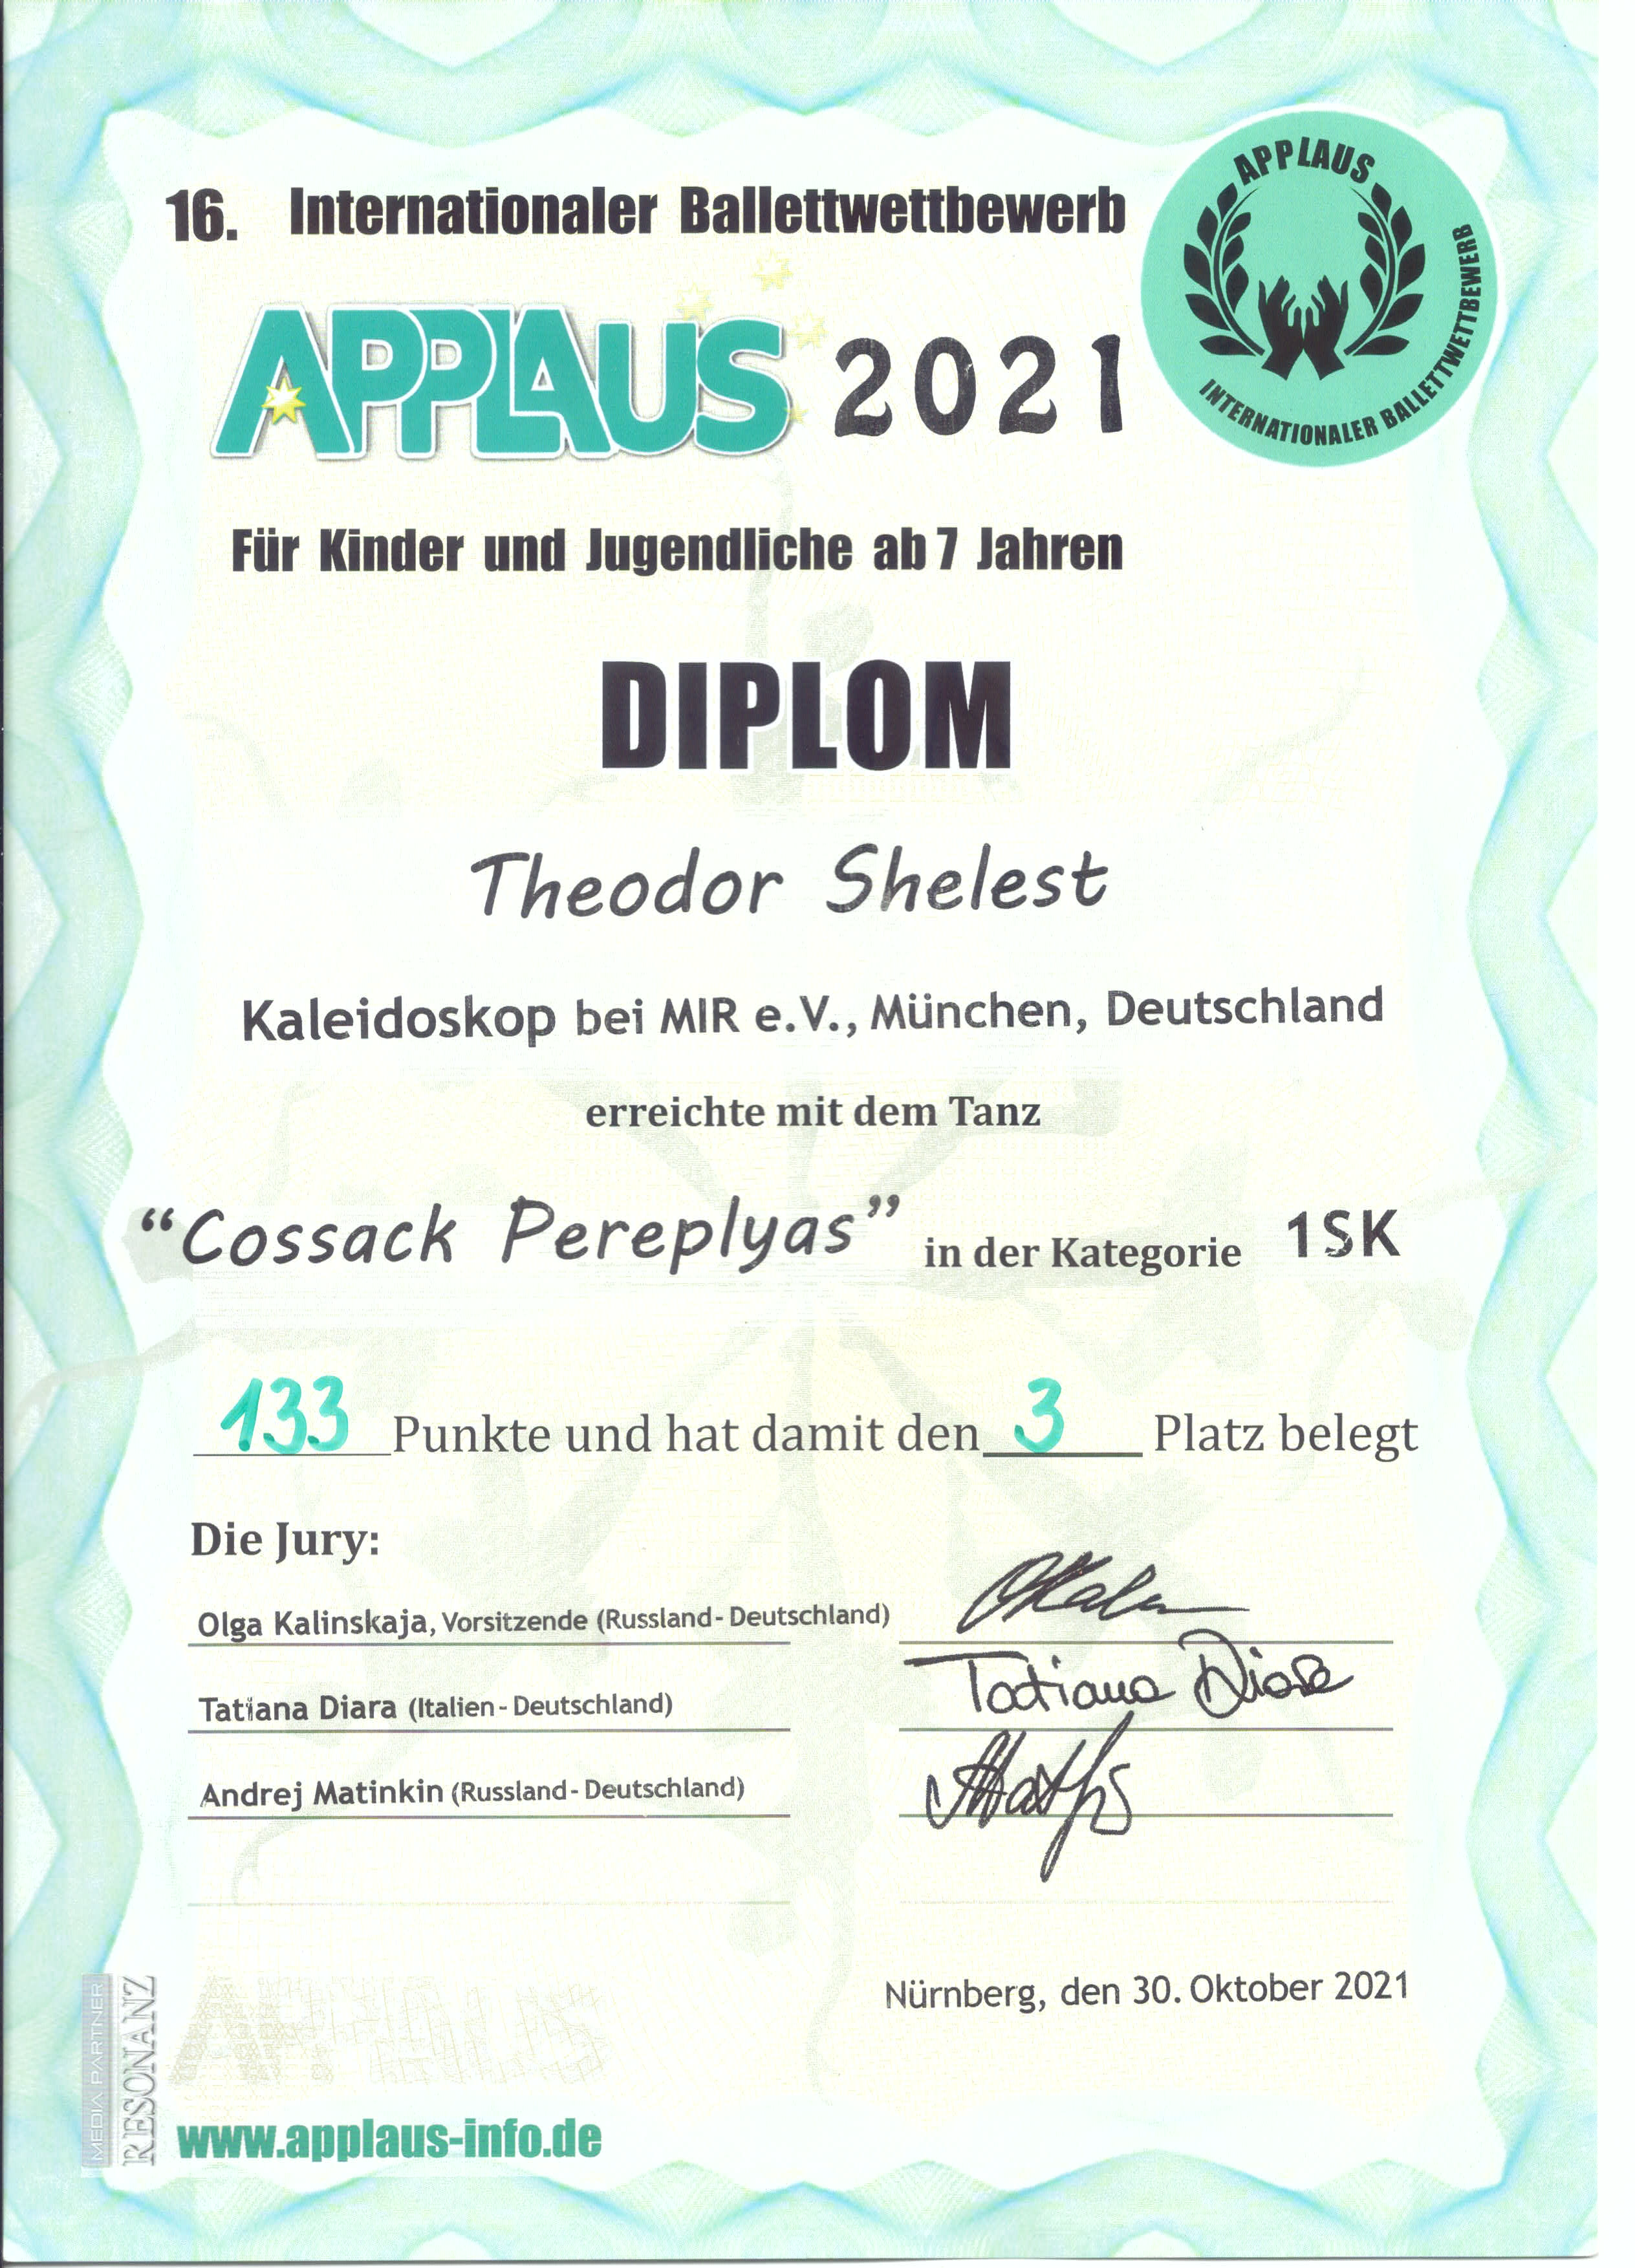 16. Internationaler Ballettwettbewerb
APPLAUS
INTERNATIONALER BALLETTWETTBEWERB
APPLAUS 2021
Für Kinder und Jugendliche ab 7 Jahren
DIPLOM
Theodor Shelest
Kaleidoskop bei MIR e.V., München, Deutschland
erreichte mit dem Tanz
“Cossack Pereplyas” in der Kategorie 1SK
133 Punkte und hat damit den 3 Platz belegt
Die Jury:
Olga Kalinskaja, Vorsitzende (Russland-Deutschland)
Tatiana Diara (Italien-Deutschland) Tatiana Diara
Andrej Matinkin (Russland-Deutschland)
Nürnberg, den 30. Oktober 2021
MEDIA PARTNER
RESONANZ
www.applaus-info.de